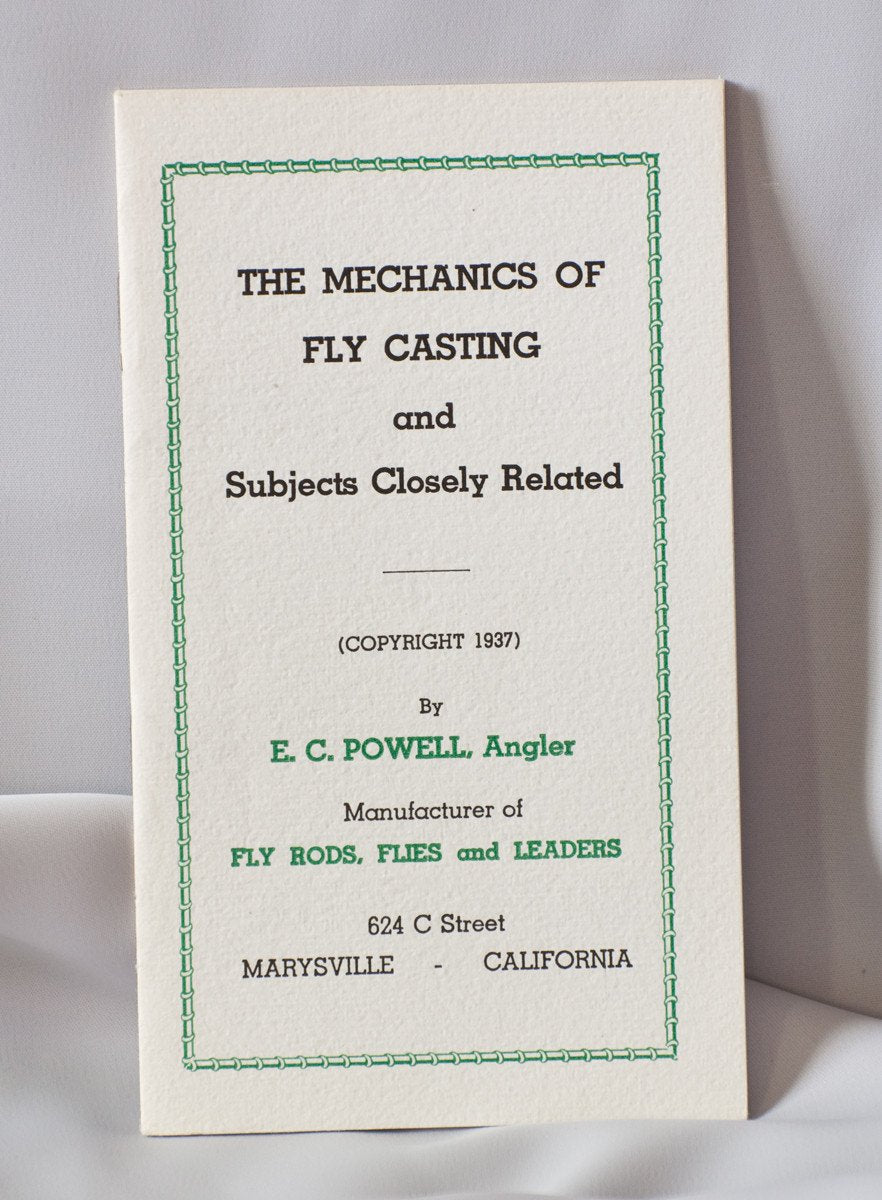 THE MECHANICS OF
FLY CASTING
and
Subjects Closely Related
(COPYRIGHT 1937)
By
E. C. POWELL, Angler
Manufacturer of
FLY RODS, FLIES and LEADERS
624 C Street
MARYSVILLE - CALIFORNIA